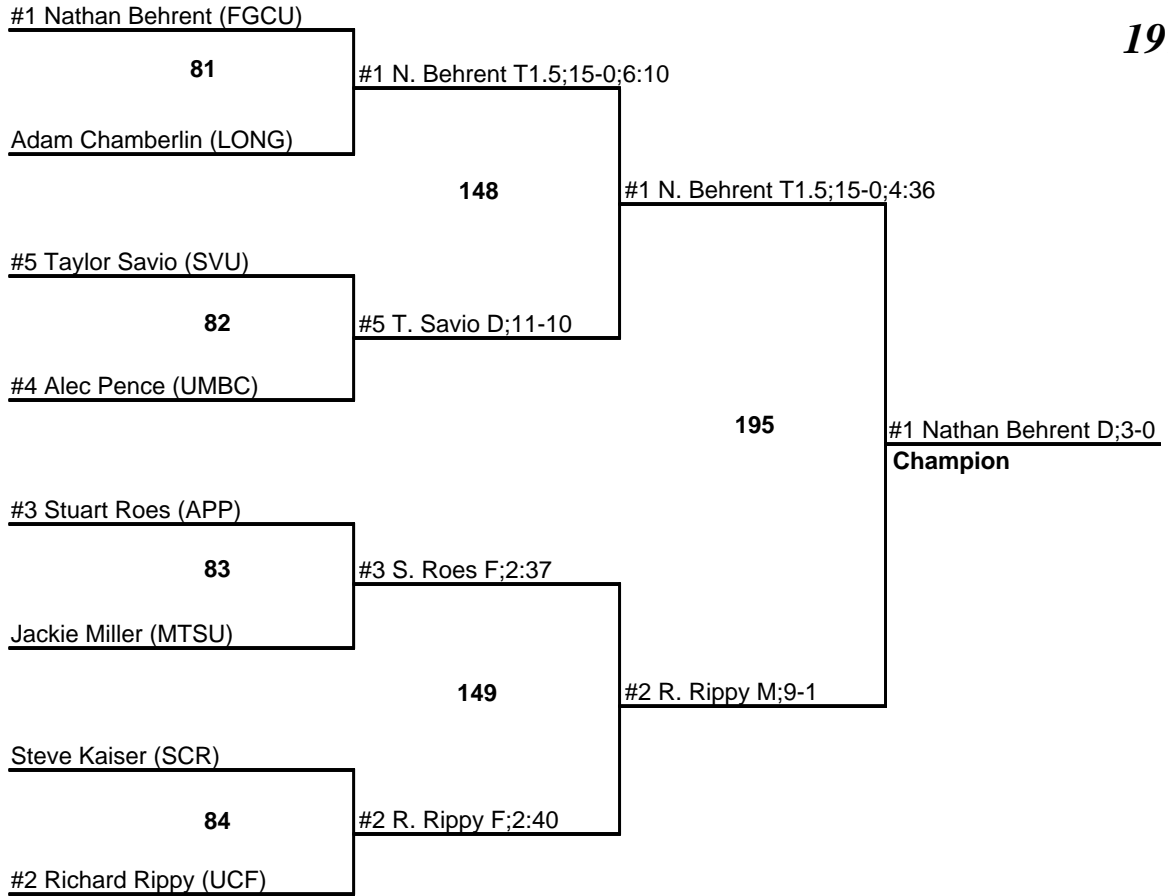 #1 Nathan Behrent (FGCU)
19
81
#1 N. Behrent T1.5;15-0;6:10
Adam Chamberlin (LONG)
148
#1 N. Behrent T1.5;15-0;4:36
#5 Taylor Savio (SVU)
82
#5 T. Savio D;11-10
#4 Alec Pence (UMBC)
195
#1 Nathan Behrent D;3-0
Champion
#3 Stuart Roes (APP)
83
#3 S. Roes F;2:37
Jackie Miller (MTSU)
149
#2 R. Rippy M;9-1
Steve Kaiser (SCR)
84
#2 R. Rippy F;2:40
#2 Richard Rippy (UCF)